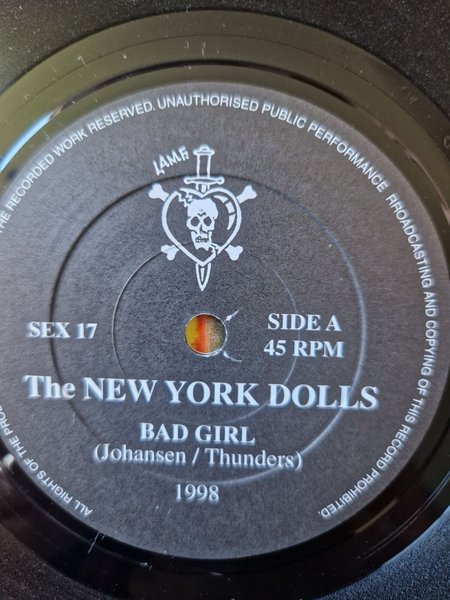 THE RECORDED WORK RESERVED. UNAUTHORISED PUBLIC PERFORMANCE BROADCASTING AND COPYING OF THIS RECORD PROHIBITED.
L.A.M.F.
SEX 17
SIDE A
45 RPM
The NEW YORK DOLLS
BAD GIRL
(Johansen / Thunders)
1998
ALL RIGHTS OF THE